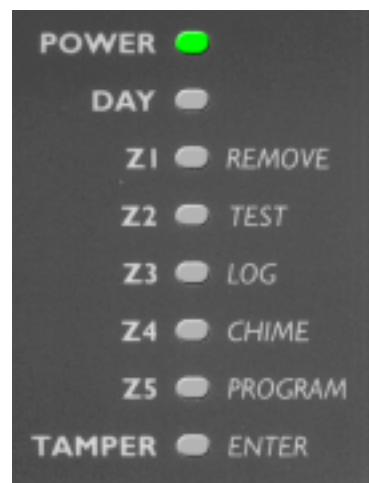 POWER
DAY
Z1 REMOVE
Z2 TEST
Z3 LOG
Z4 CHIME
Z5 PROGRAM
TAMPER ENTER